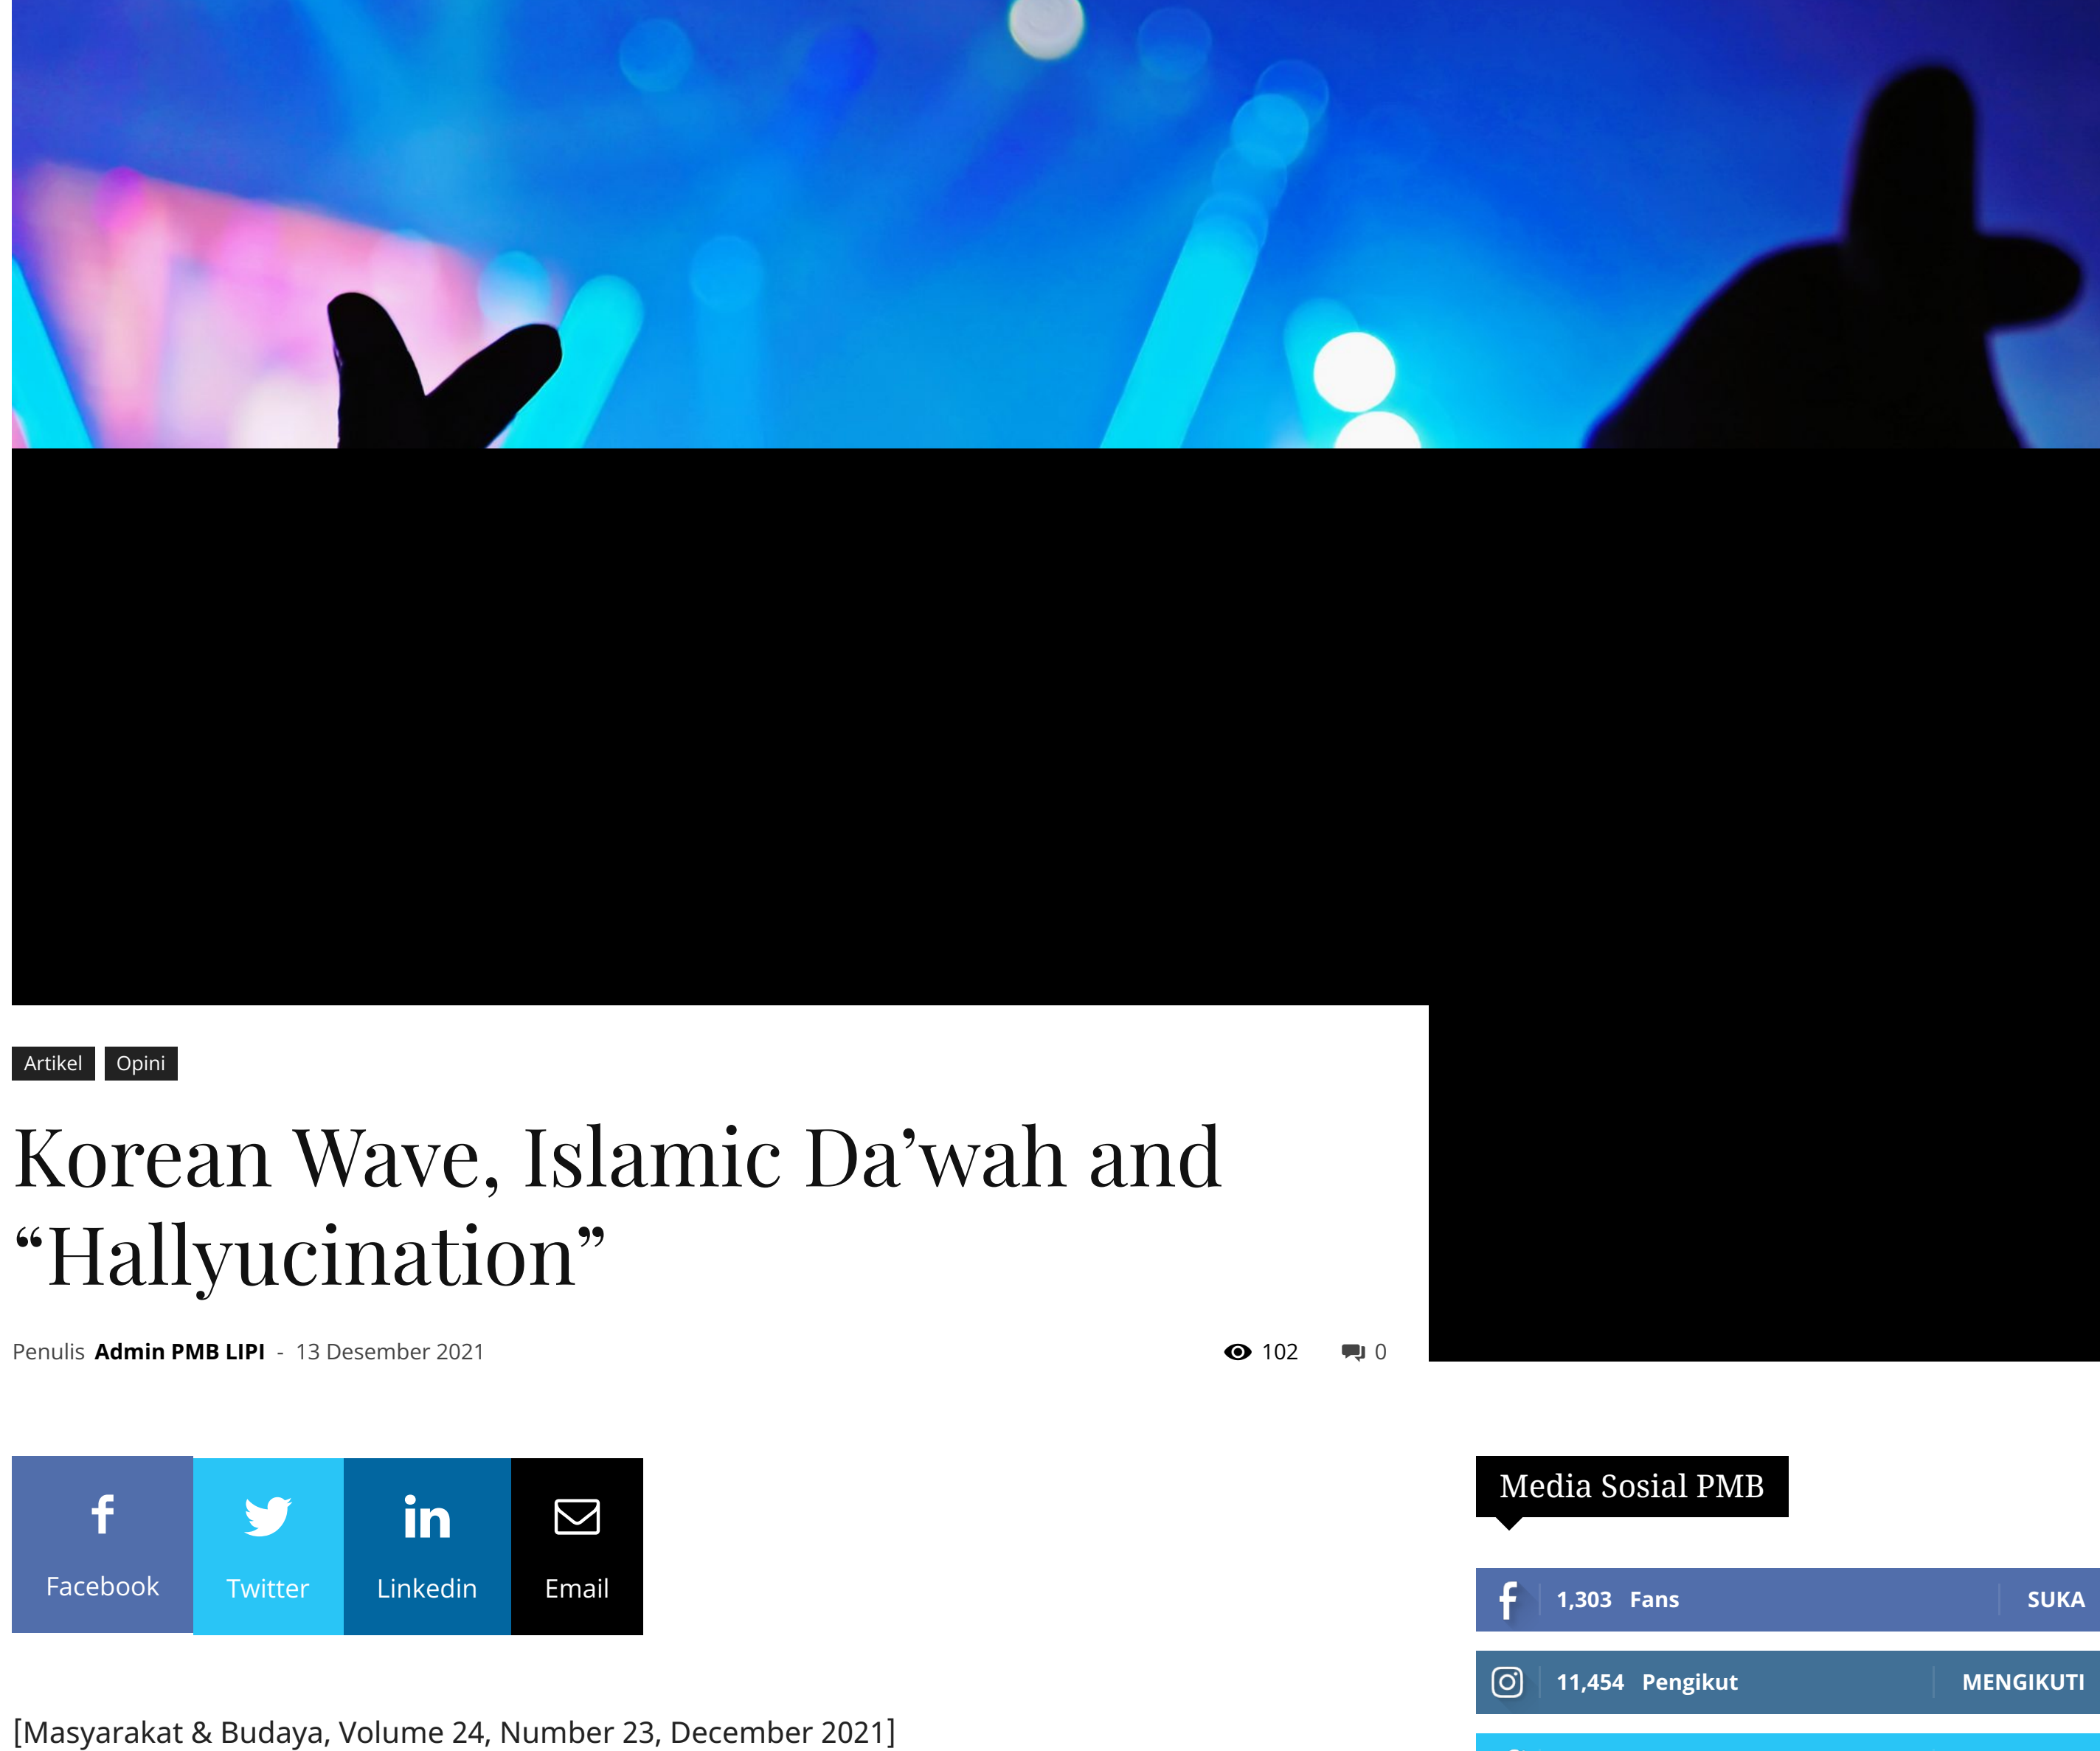 Artikel Opini
Korean Wave, Islamic Da’wah and
“Hallyucination”
Penulis Admin PMB LIPI - 13 Desember 2021 102 0
Facebook Twitter Linkedin Email
Media Sosial PMB
1,303 Fans SUKA
11,454 Pengikut MENGIKUTI
[Masyarakat & Budaya, Volume 24, Number 23, December 2021]